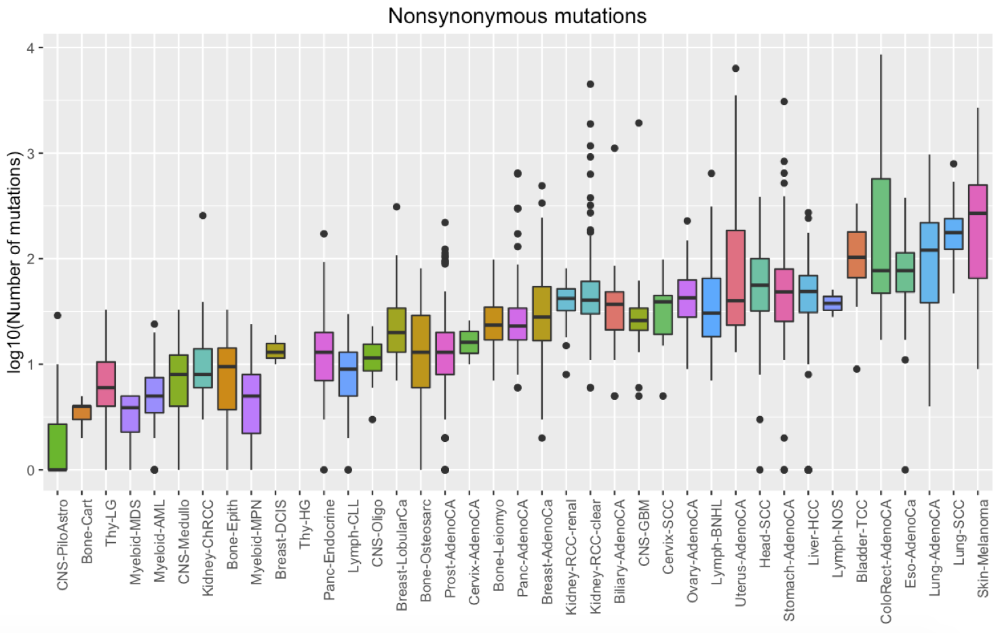 Nonsynonymous mutations
log10(Number of mutations)
4
3
2
1
0
CNS-PiloAstro
Bone-Cart
Thy-LG
Myeloid-MDS
Myeloid-AML
CNS-Medullo
Kidney-ChRCC
Bone-Epith
Myeloid-MPN
Breast-DCIS
Thy-HG
Panc-Endocrine
Lymph-CLL
CNS-Oligo
Breast-LobularCa
Bone-Osteosarc
Prost-AdenoCA
Cervix-AdenoCA
Bone-Leiomyo
Panc-AdenoCA
Breast-AdenoCa
Kidney-RCC-renal
Kidney-RCC-clear
Biliary-AdenoCA
CNS-GBM
Cervix-SCC
Ovary-AdenoCA
Lymph-BNHL
Uterus-AdenoCA
Head-SCC
Stomach-AdenoCA
Liver-HCC
Lymph-NOS
Bladder-TCC
ColoRect-AdenoCA
Eso-AdenoCa
Lung-AdenoCA
Lung-SCC
Skin-Melanoma